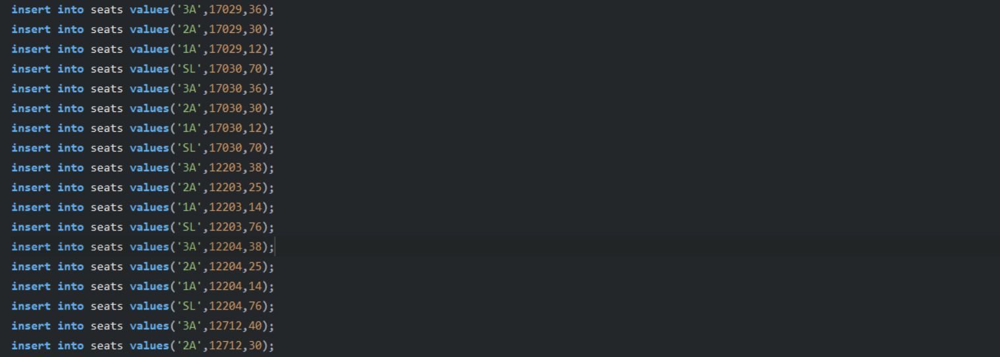 insert into seats values('3A',17029,36);
insert into seats values('2A',17029,30);
insert into seats values('1A',17029,12);
insert into seats values('SL',17030,70);
insert into seats values('3A',17030,36);
insert into seats values('2A',17030,30);
insert into seats values('1A',17030,12);
insert into seats values('SL',17030,70);
insert into seats values('3A',12203,38);
insert into seats values('2A',12203,25);
insert into seats values('1A',12203,14);
insert into seats values('SL',12203,76);
insert into seats values('3A',12204,38);
insert into seats values('2A',12204,25);
insert into seats values('1A',12204,14);
insert into seats values('SL',12204,76);
insert into seats values('3A',12712,40);
insert into seats values('2A',12712,30);